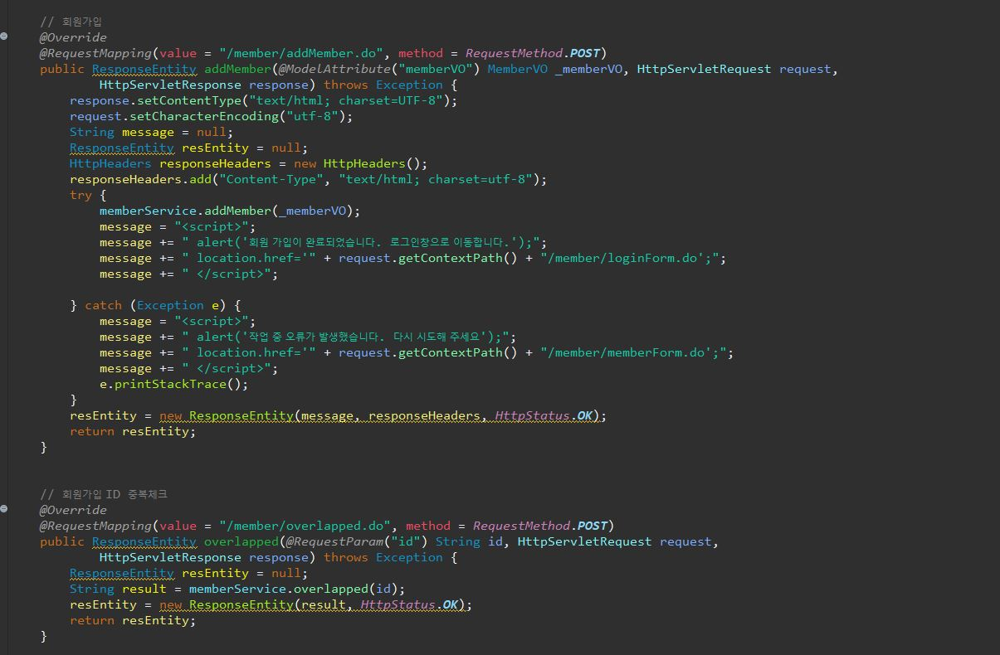 // 회원가입
@Override
@RequestMapping(value = "/member/addMember.do", method = RequestMethod.POST)
public ResponseEntity addMember(@ModelAttribute("memberVO") MemberVO _memberVO, HttpServletRequest request,
HttpServletResponse response) throws Exception {
response.setContentType("text/html; charset=UTF-8");
request.setCharacterEncoding("utf-8");
String message = null;
ResponseEntity resEntity = null;
HttpHeaders responseHeaders = new HttpHeaders();
responseHeaders.add("Content-Type", "text/html; charset=utf-8");
try {
memberService.addMember(_memberVO);
message = "<script>";
message += " alert('회원 가입이 완료되었습니다. 로그인창으로 이동합니다.');";
message += " location.href='" + request.getContextPath() + "/member/loginForm.do';";
message += " </script>";
} catch (Exception e) {
message = "<script>";
message += " alert('작업 중 오류가 발생했습니다. 다시 시도해 주세요');";
message += " location.href='" + request.getContextPath() + "/member/memberForm.do';";
message += " </script>";
e.printStackTrace();
}
resEntity = new ResponseEntity(message, responseHeaders, HttpStatus.OK);
return resEntity;
}
// 회원가입 ID 중복체크
@Override
@RequestMapping(value = "/member/overlapped.do", method = RequestMethod.POST)
public ResponseEntity overlapped(@RequestParam("id") String id, HttpServletRequest request,
HttpServletResponse response) throws Exception {
ResponseEntity resEntity = null;
String result = memberService.overlapped(id);
resEntity = new ResponseEntity(result, HttpStatus.OK);
return resEntity;
}